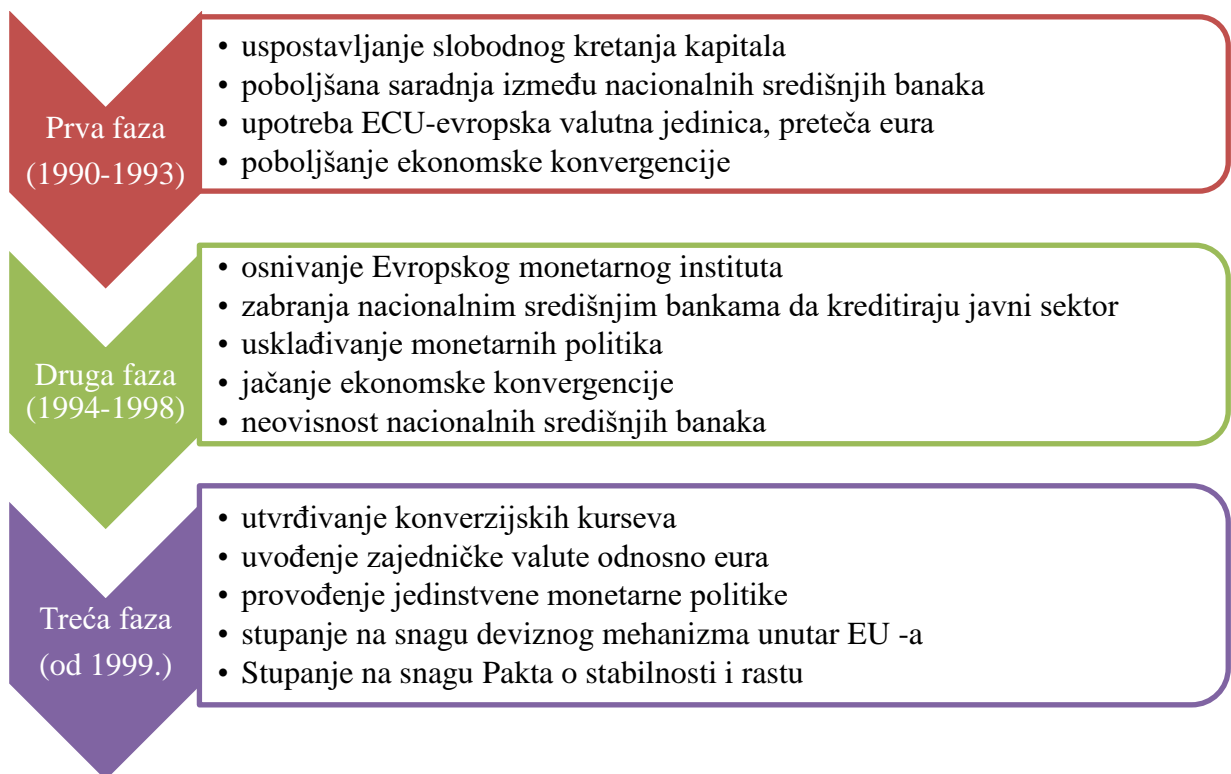 Prva faza
(1990-1993)
• uspostavljanje slobodnog kretanja kapitala
• poboljšana saradnja između nacionalnih središnjih banaka
• upotreba ECU-evropska valutna jedinica, preteča eura
• poboljšanje ekonomske konvergencije
Druga faza
(1994-1998)
• osnivanje Evropskog monetarnog instituta
• zabranja nacionalnim središnjim bankama da kreditiraju javni sektor
• usklađivanje monetarnih politika
• jačanje ekonomske konvergencije
• neovisnost nacionalnih središnjih banaka
Treća faza
(od 1999.)
• utvrđivanje konverzijskih kurseva
• uvođenje zajedničke valute odnosno eura
• provođenje jedinstvene monetarne politike
• stupanje na snagu deviznog mehanizma unutar EU -a
• Stupanje na snagu Pakta o stabilnosti i rastu